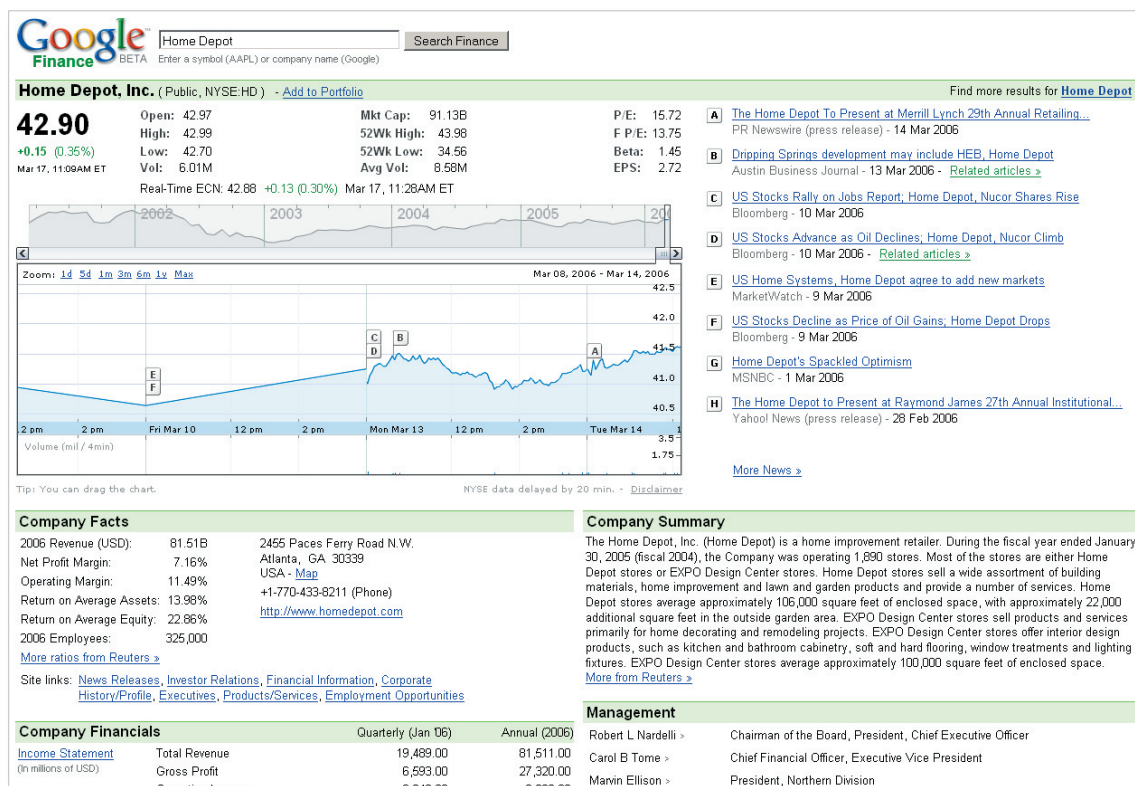 Google
Finance BETA
Home Depot
Search Finance
Enter a symbol (AAPL) or company name (Google)
Home Depot, Inc. ( Public, NYSE:HD ) - Add to Portfolio
Find more results for Home Depot
42.90
+0.15 (0.35%)
Mar 17, 11:09AM ET
Open: 42.97 Mkt Cap: 91.13B P/E: 15.72
High: 42.99 52Wk High: 43.98 F P/E: 13.75
Low: 42.70 52Wk Low: 34.56 Beta: 1.45
Vol: 6.01M Avg Vol: 8.58M EPS: 2.72
Real-Time ECN: 42.88 +0.13 (0.30%) Mar 17, 11:28AM ET
2002 2003 2004 2005 200
Zoom: 1d 5d 1m 3m 6m 1y Max
Mar 08, 2006 - Mar 14, 2006
42.5
42.0
41.5
41.0
40.5
C
D
B
A
E
F
2 pm 2 pm Fri Mar 10 12 pm 2 pm Mon Mar 13 12 pm 2 pm Tue Mar 14 1
Volume (mil / 4min)
3.5
1.75
Tip: You can drag the chart.
NYSE data delayed by 20 min. - Disclaimer
A The Home Depot To Present at Merrill Lynch 29th Annual Retailing...
PR Newswire (press release) - 14 Mar 2006
B Dripping Springs development may include HEB, Home Depot
Austin Business Journal - 13 Mar 2006 - Related articles »
C US Stocks Rally on Jobs Report; Home Depot, Nucor Shares Rise
Bloomberg - 10 Mar 2006
D US Stocks Advance as Oil Declines; Home Depot, Nucor Climb
Bloomberg - 10 Mar 2006 - Related articles »
E US Home Systems, Home Depot agree to add new markets
MarketWatch - 9 Mar 2006
F US Stocks Decline as Price of Oil Gains; Home Depot Drops
Bloomberg - 9 Mar 2006
G Home Depot's Spackled Optimism
MSNBC - 1 Mar 2006
H The Home Depot to Present at Raymond James 27th Annual Institutional...
Yahoo! News (press release) - 28 Feb 2006
More News »
Company Facts
2006 Revenue (USD): 81.51B
Net Profit Margin: 7.16%
Operating Margin: 11.49%
Return on Average Assets: 13.98%
Return on Average Equity: 22.86%
2006 Employees: 325,000
More ratios from Reuters »
2455 Paces Ferry Road N.W.
Atlanta, GA 30339
USA - Map
+1-770-433-8211 (Phone)
http://www.homedepot.com
Site links: News Releases, Investor Relations, Financial Information, Corporate
History/Profile, Executives, Products/Services, Employment Opportunities
Company Summary
The Home Depot, Inc. (Home Depot) is a home improvement retailer. During the fiscal year ended January
30, 2005 (fiscal 2004), the Company was operating 1,890 stores. Most of the stores are either Home
Depot stores or EXPO Design Center stores. Home Depot stores sell a wide assortment of building
materials, home improvement and lawn and garden products and provide a number of services. Home
Depot stores average approximately 106,000 square feet of enclosed space, with approximately 22,000
additional square feet in the outside garden area. EXPO Design Center stores sell products and services
primarily for home decorating and remodeling projects. EXPO Design Center stores offer interior design
products, such as kitchen and bathroom cabinetry, soft and hard flooring, window treatments and lighting
fixtures. EXPO Design Center stores average approximately 100,000 square feet of enclosed space.
More from Reuters »
Company Financials Quarterly (Jan '06) Annual (2006)
Income Statement Total Revenue 19,489.00 81,511.00
(In millions of USD) Gross Profit 6,593.00 27,320.00
Management
Robert L Nardelli > Chairman of the Board, President, Chief Executive Officer
Carol B Tome > Chief Financial Officer, Executive Vice President
Marvin Ellison > President, Northern Division